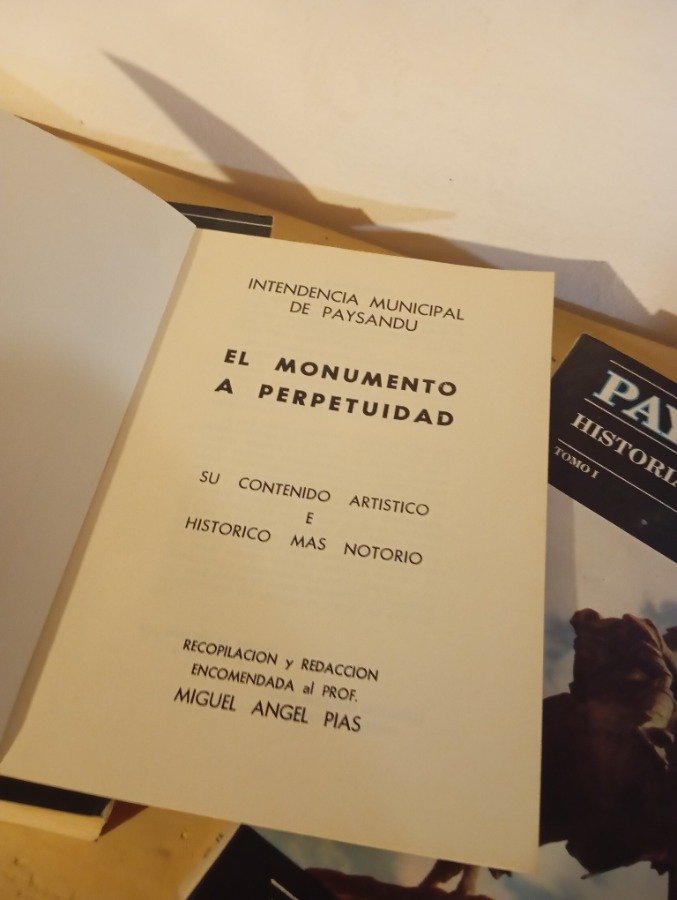 INTENDENCIA MUNICIPAL
DE PAYSANDU
EL MONUMENTO
A PERPETUIDAD
SU CONTENIDO ARTISTICO
E
HISTORICO MAS NOTORIO
RECOPILACION y REDACCION
ENCOMENDADA al PROF.
MIGUEL ANGEL PIAS
PAY
HISTORIA
TOMO I